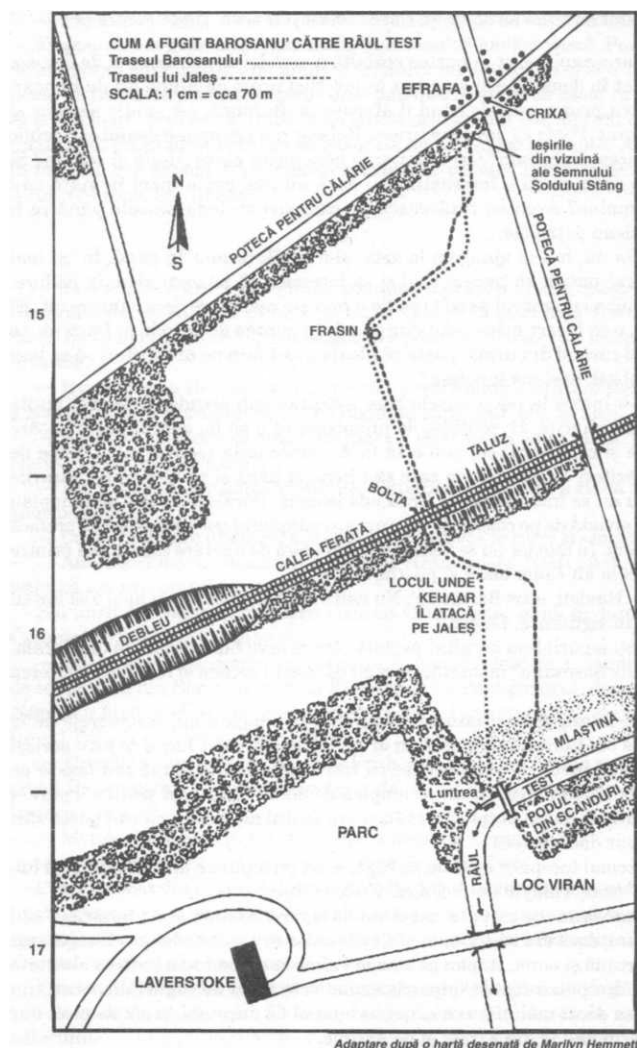 CUM A FUGIT BAROSANU' CĂTRE RÂUL TEST
Traseul Barosanului
Traseul lui Jaleș
SCALA: 1 cm = cca 70 m
EFRAFA
CRIXA
Ieșirile
din vizuină
ale Semnului
Șoldului Stâng
N
S
POTECĂ PENTRU CĂLĂRIE
POTECĂ PENTRU CĂLĂRIE
15
FRASIN
TALUZ
BOLTA
CALEA FERATĂ
LOCUL UNDE
KEHAAR
ÎL ATACĂ
PE JALEȘ
16
DEBLEU
MLAȘTINĂ
Luntrea
TEST
PODUL
DIN SCÂNDURI
PARC
RÂUL
LOC VIRAN
17
LAVERSTOKE
Adaptare după o hartă desenată de Marilyn Hemmett